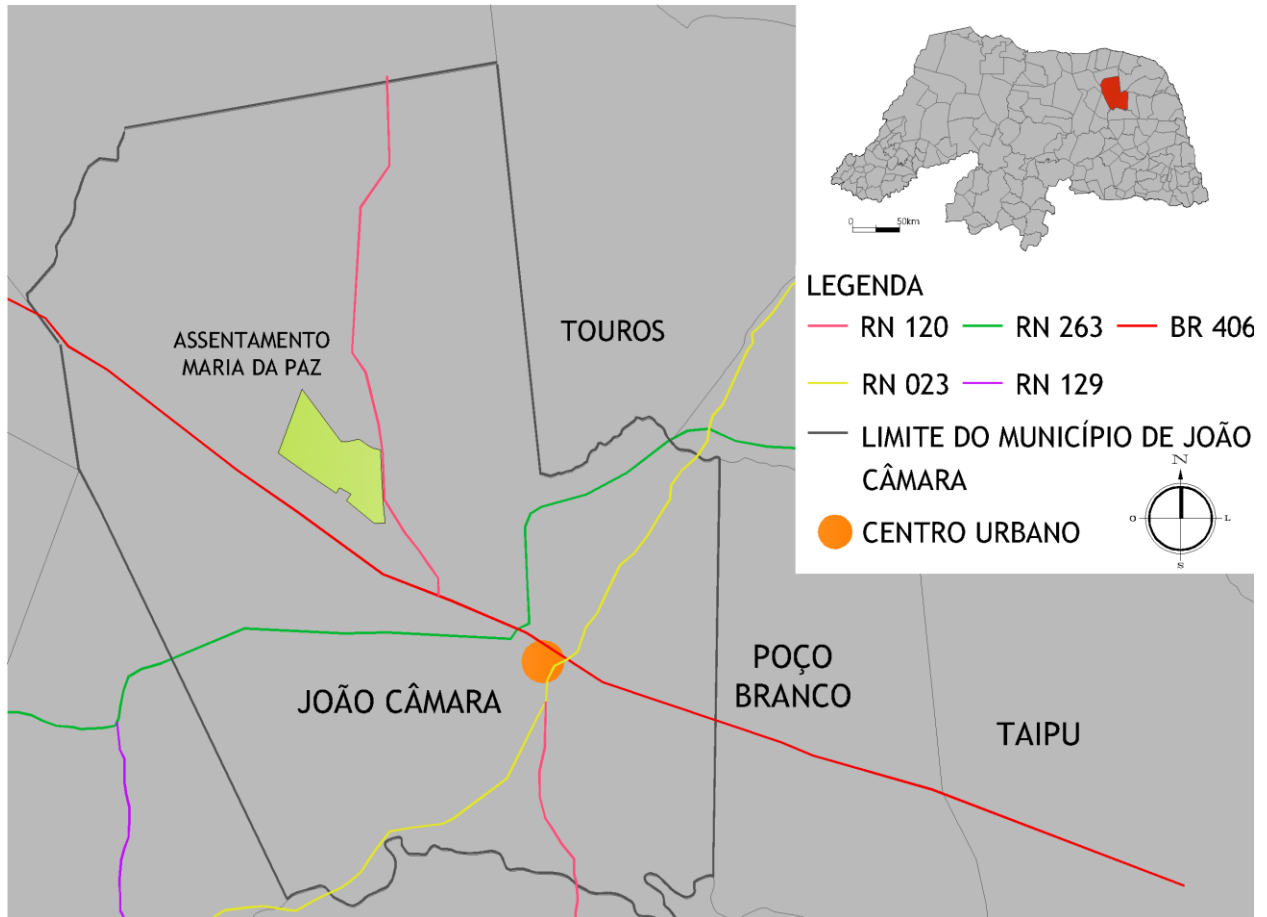 ASSENTAMENTO
MARIA DA PAZ
TOUROS
JOÃO CÂMARA
POÇO
BRANCO
TAIPU
0 50km
LEGENDA
RN 120 RN 263 BR 406
RN 023 RN 129
LIMITE DO MUNICÍPIO DE JOÃO
CÂMARA
CENTRO URBANO
N
O L
S